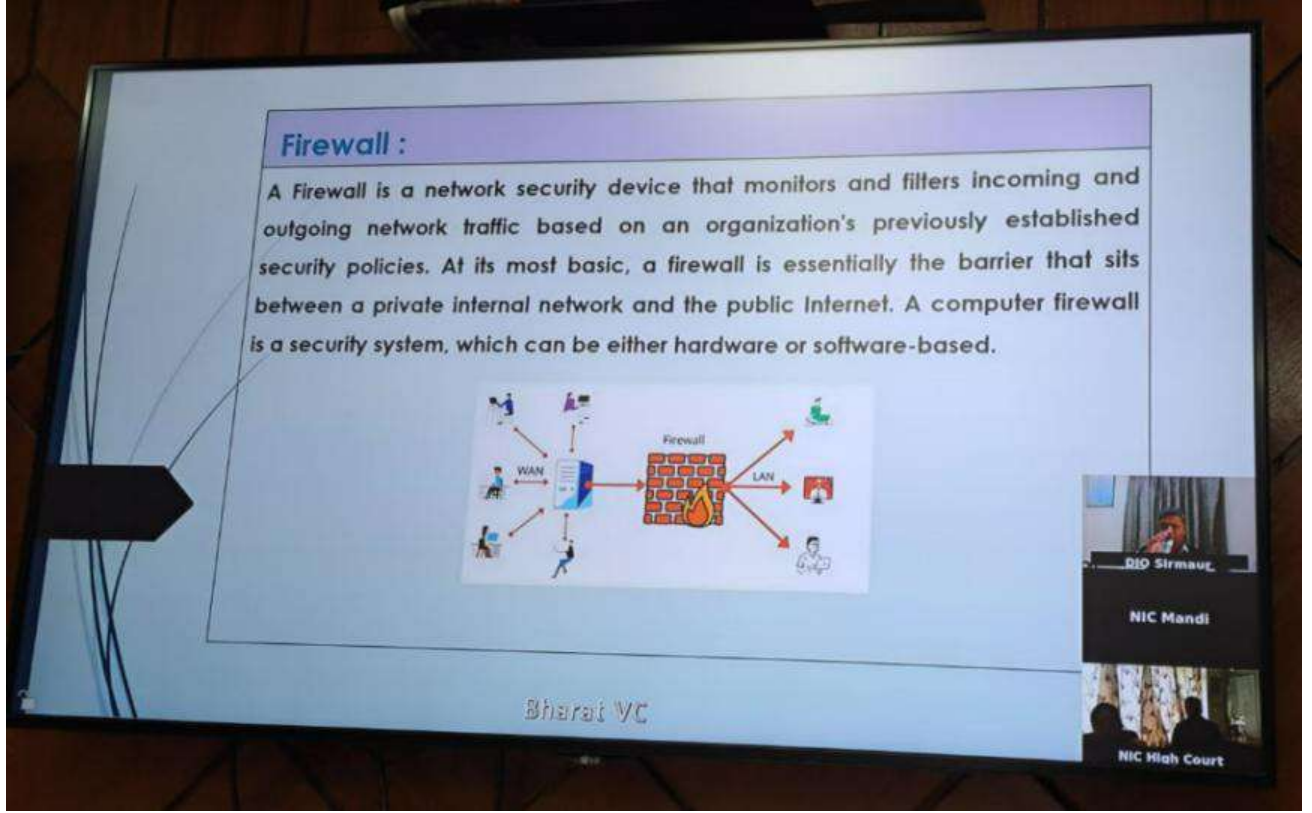 Firewall :
A Firewall is a network security device that monitors and filters incoming and
outgoing network traffic based on an organization's previously established
security policies. At its most basic, a firewall is essentially the barrier that sits
between a private internal network and the public Internet. A computer firewall
is a security system, which can be either hardware or software-based.
Firewall
WAN
LAN
DIO Sirmaur
NIC Mandi
NIC High Court
Bharat VC